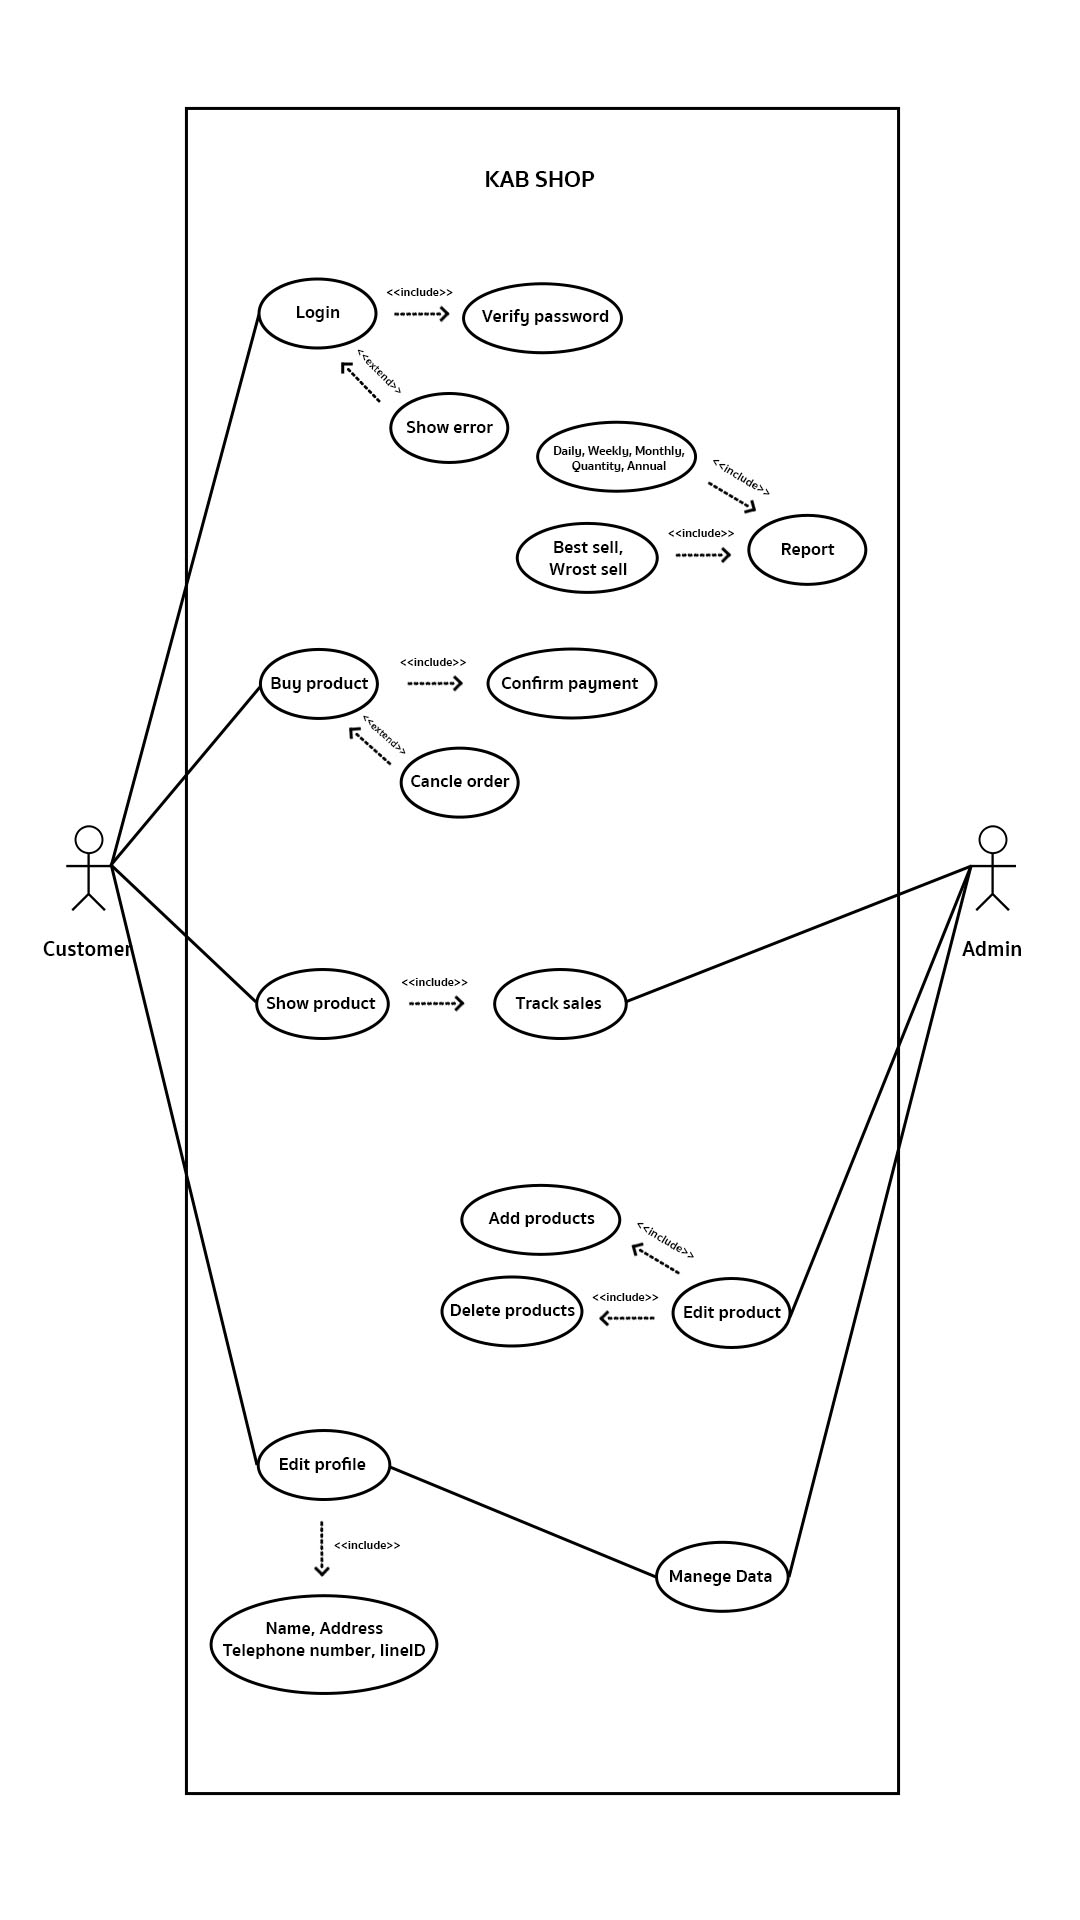 KAB SHOP
Login
<<include>>
Verify password
<<extend>>
Show error
Daily, Weekly, Monthly,
Quantity, Annual
<<include>>
Best sell,
Wrost sell
<<include>>
Report
Buy product
<<include>>
Confirm payment
<<extend>>
Cancle order
Customer
Admin
Show product
<<include>>
Track sales
Add products
<<include>>
Delete products
<<include>>
Edit product
Edit profile
<<include>>
Manege Data
Name, Address
Telephone number, lineID